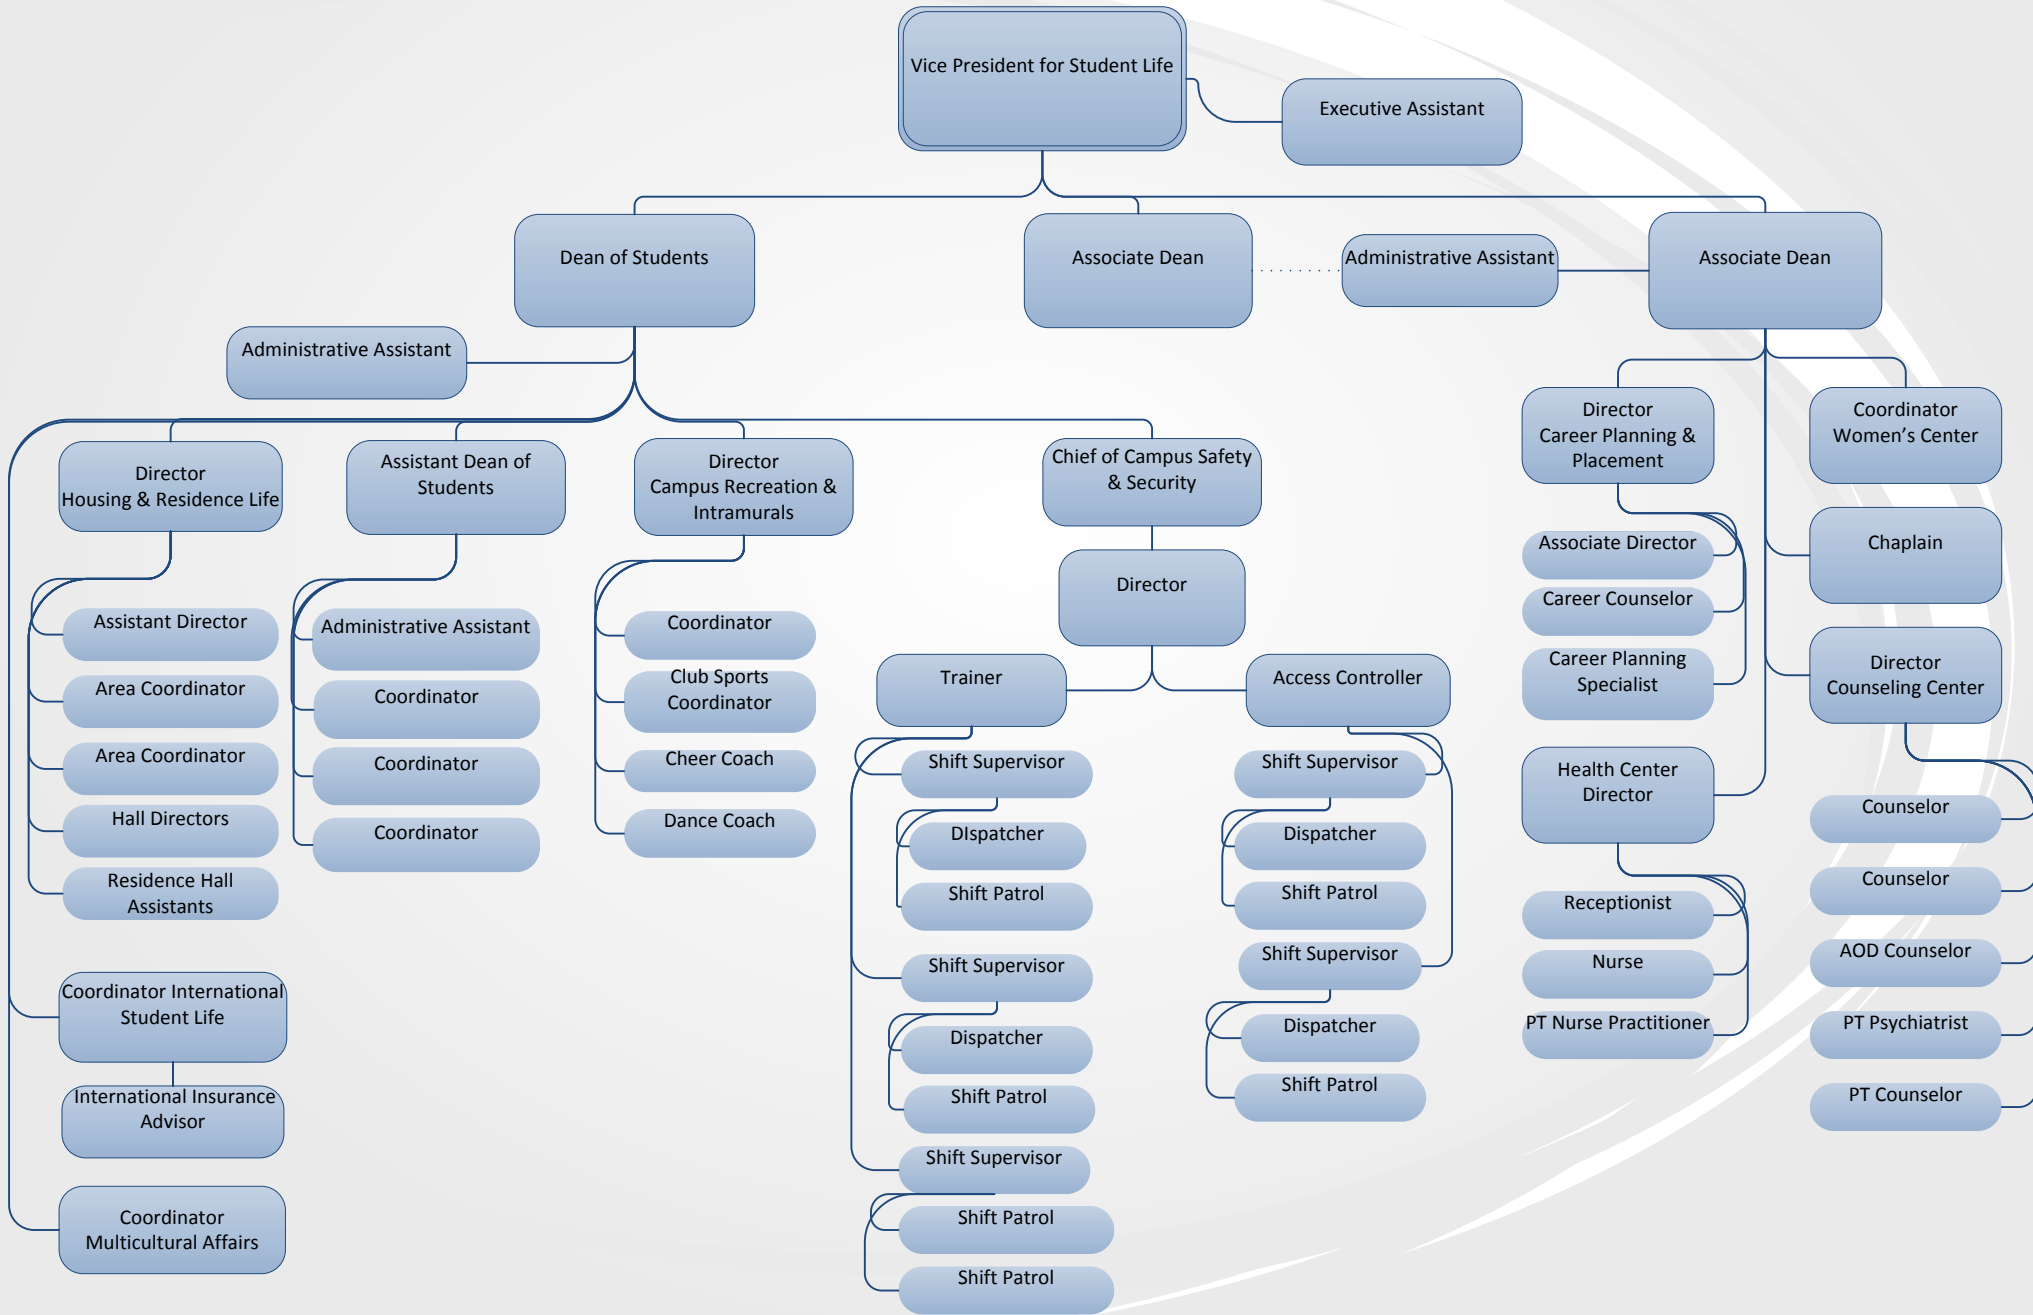 Vice President for Student Life
Executive Assistant
Dean of Students
Associate Dean
Administrative Assistant
Associate Dean
Administrative Assistant
Director
Housing & Residence Life
Assistant Director
Area Coordinator
Area Coordinator
Hall Directors
Residence Hall
Assistants
Coordinator International
Student Life
International Insurance
Advisor
Coordinator
Multicultural Affairs
Assistant Dean of
Students
Administrative Assistant
Coordinator
Coordinator
Coordinator
Director
Campus Recreation &
Intramurals
Coordinator
Club Sports
Coordinator
Cheer Coach
Dance Coach
Chief of Campus Safety
& Security
Director
Trainer
Shift Supervisor
DIspatcher
Shift Patrol
Shift Supervisor
Dispatcher
Shift Patrol
Shift Supervisor
Shift Patrol
Shift Patrol
Access Controller
Shift Supervisor
Dispatcher
Shift Patrol
Shift Supervisor
Dispatcher
Shift Patrol
Director
Career Planning &
Placement
Associate Director
Career Counselor
Career Planning
Specialist
Health Center
Director
Receptionist
Nurse
PT Nurse Practitioner
Coordinator
Women’s Center
Chaplain
Director
Counseling Center
Counselor
Counselor
AOD Counselor
PT Psychiatrist
PT Counselor